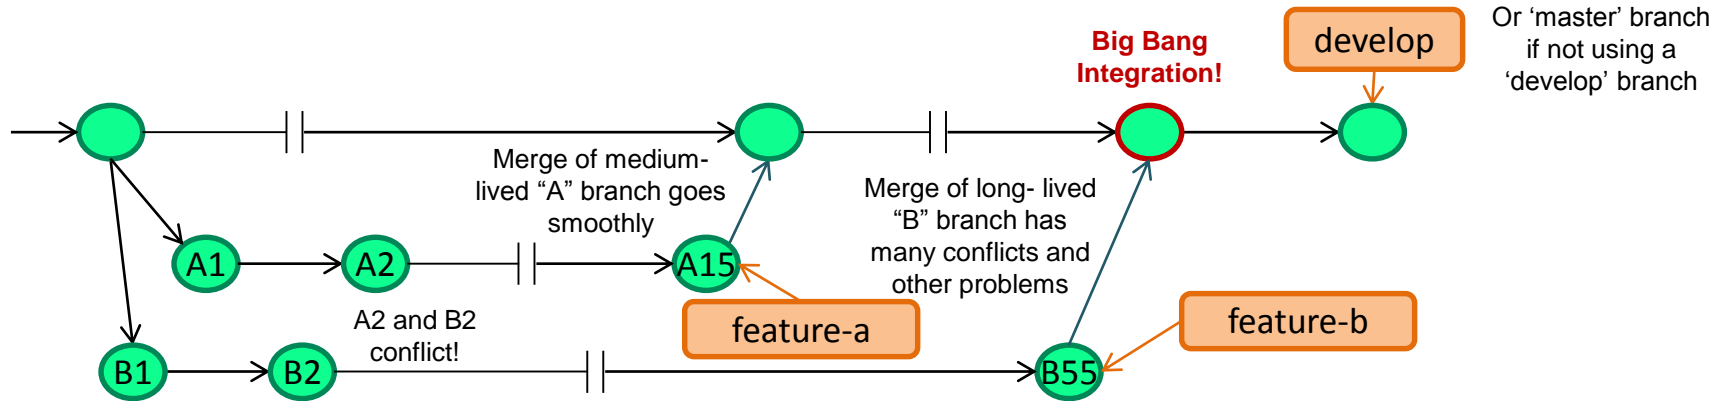 Big Bang
Integration!
develop
Or ‘master’ branch
if not using a
‘develop’ branch
Merge of medium-
lived “A” branch goes
smoothly
Merge of long- lived
“B” branch has
many conflicts and
other problems
A1
A2
A15
feature-a
A2 and B2
conflict!
feature-b
B1
B2
B55